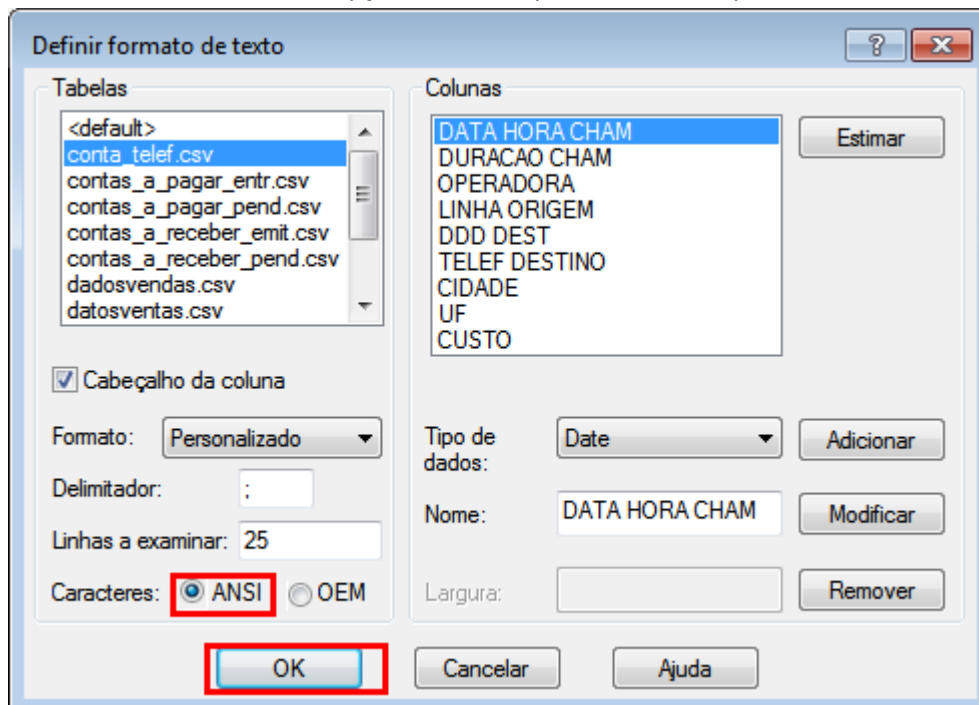 Definir formato de texto
Tabelas
<default>
conta_telef.csv
contas_a_pagar_entr.csv
contas_a_pagar_pend.csv
contas_a_receber_emit.csv
contas_a_receber_pend.csv
dadosvendas.csv
datosventas.csv
Cabeçalho da coluna
Formato: Personalizado
Delimitador: ;
Linhas a examinar: 25
Caracteres: ANSI OEM
Colunas
DATA HORA CHAM
DURACAO CHAM
OPERADORA
LINHA ORIGEM
DDD DEST
TELEF DESTINO
CIDADE
UF
CUSTO
Estimar
Tipo de dados: Date Adicionar
Nome: DATA HORA CHAM Modificar
Largura: Remover
OK Cancelar Ajuda